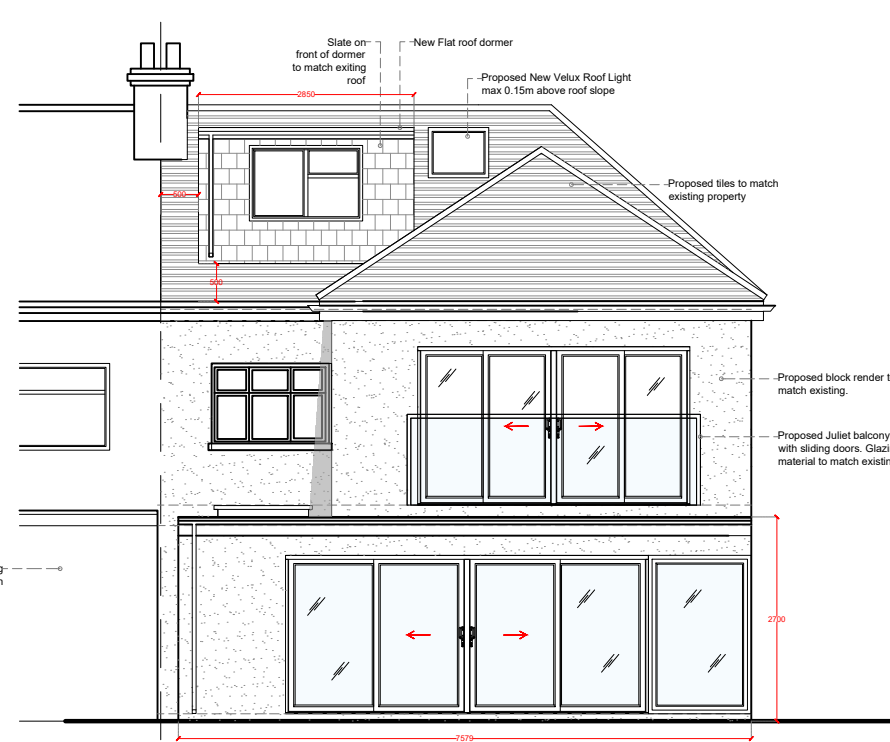 Slate on
front of dormer
to match exiting
roof
New Flat roof dormer
Proposed New Velux Roof Light
max 0.15m above roof slope
2850
600
500
Proposed tiles to match
existing property
Proposed block render t
match existing.
Proposed Juliet balcony
with sliding doors. Glazi
material to match existin
g
n
2700
7579